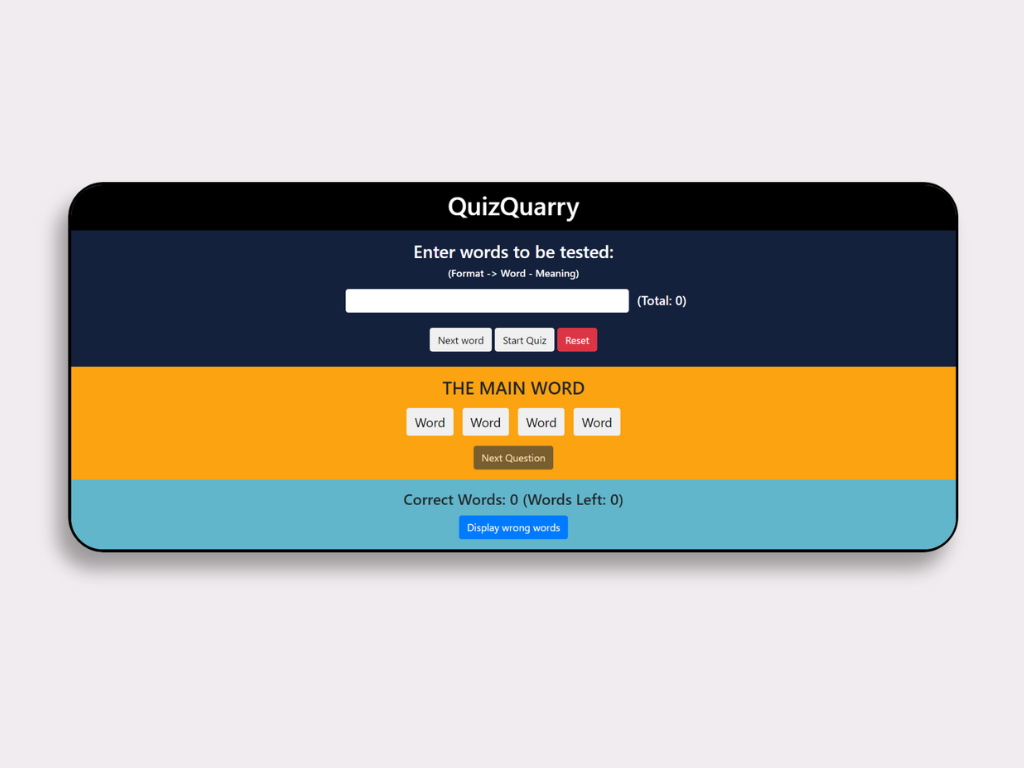 QuizQuarry
Enter words to be tested:
(Format -> Word - Meaning)
(Total: 0)
Next word Start Quiz Reset
THE MAIN WORD
Word Word Word Word
Next Question
Correct Words: 0 (Words Left: 0)
Display wrong words